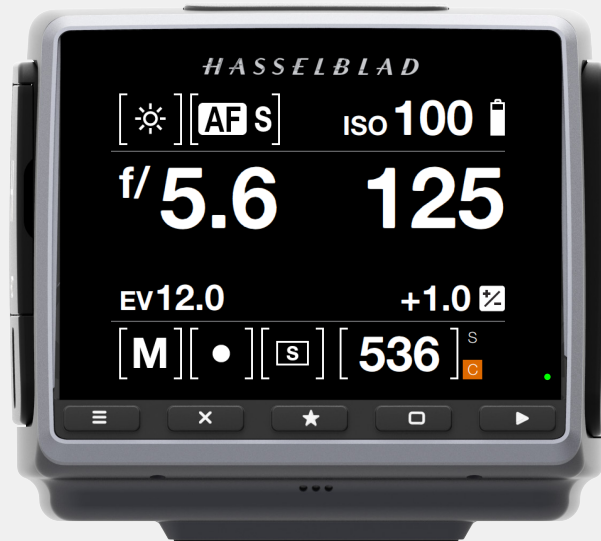 HASSELBLAD
AF S ISO 100
f/5.6 125
EV12.0 +1.0
M S 536 S
C